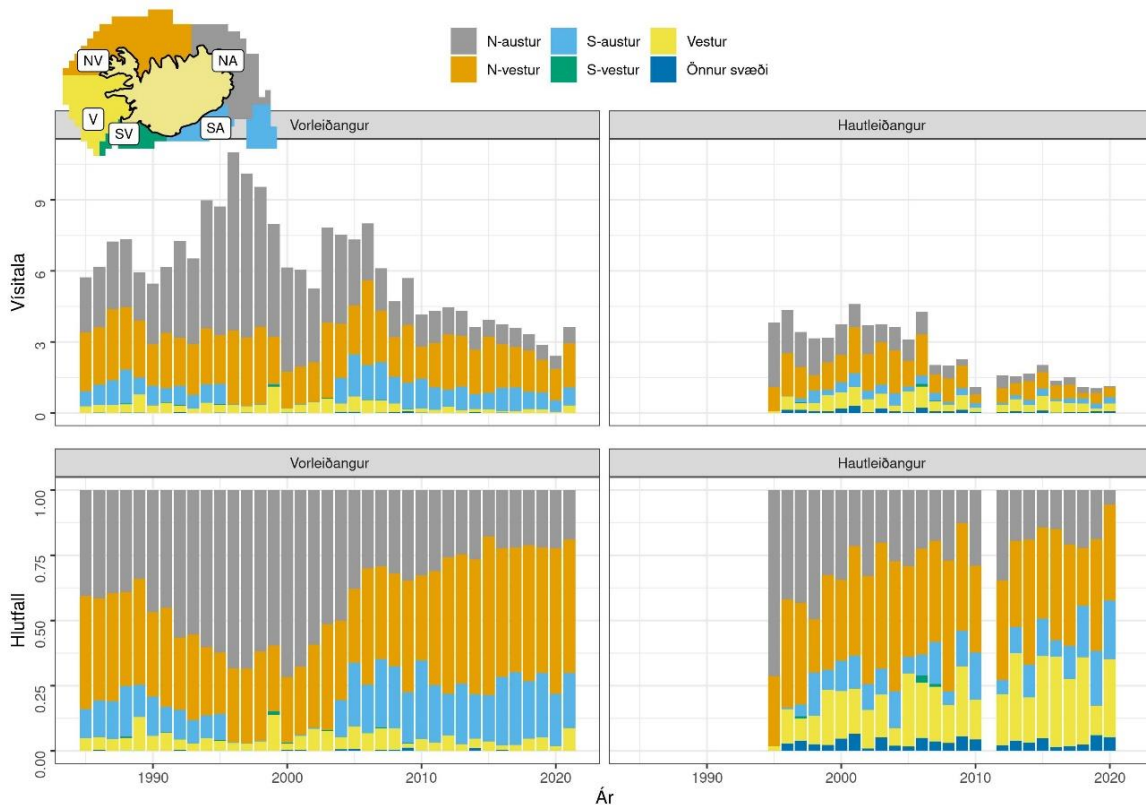 N-austur
N-vestur
S-austur
S-vestur
Vestur
Önnur svæði
NV
NA
V
SV
SA
Vorleiðangur
Hautleiðangur
Vísitala
9
6
3
0
Vorleiðangur
Hautleiðangur
Hlutfall
1.00
0.75
0.50
0.25
0.00
1990
2000
2010
2020
1990
2000
2010
2020
Ár